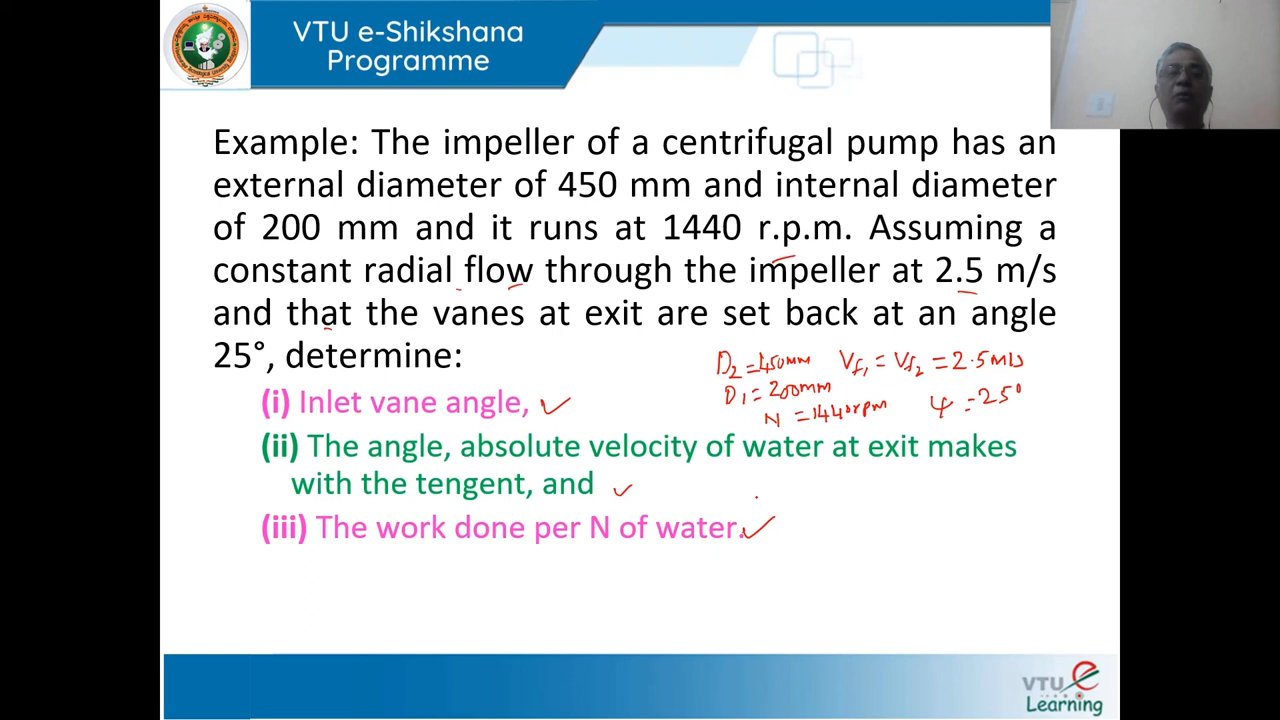 VTU e-Shikshana
Programme
Example: The impeller of a centrifugal pump has an
external diameter of 450 mm and internal diameter
of 200 mm and it runs at 1440 r.p.m. Assuming a
constant radial flow through the impeller at 2.5 m/s
and that the vanes at exit are set back at an angle
25°, determine:
D₂ = 450mm Vf₁ = Vf₂ = 2.5m/s
D₁ = 200mm
N = 1440rpm ψ = 25°
(i) Inlet vane angle,
(ii) The angle, absolute velocity of water at exit makes
with the tengent, and
(iii) The work done per N of water.
VTU e
Learning